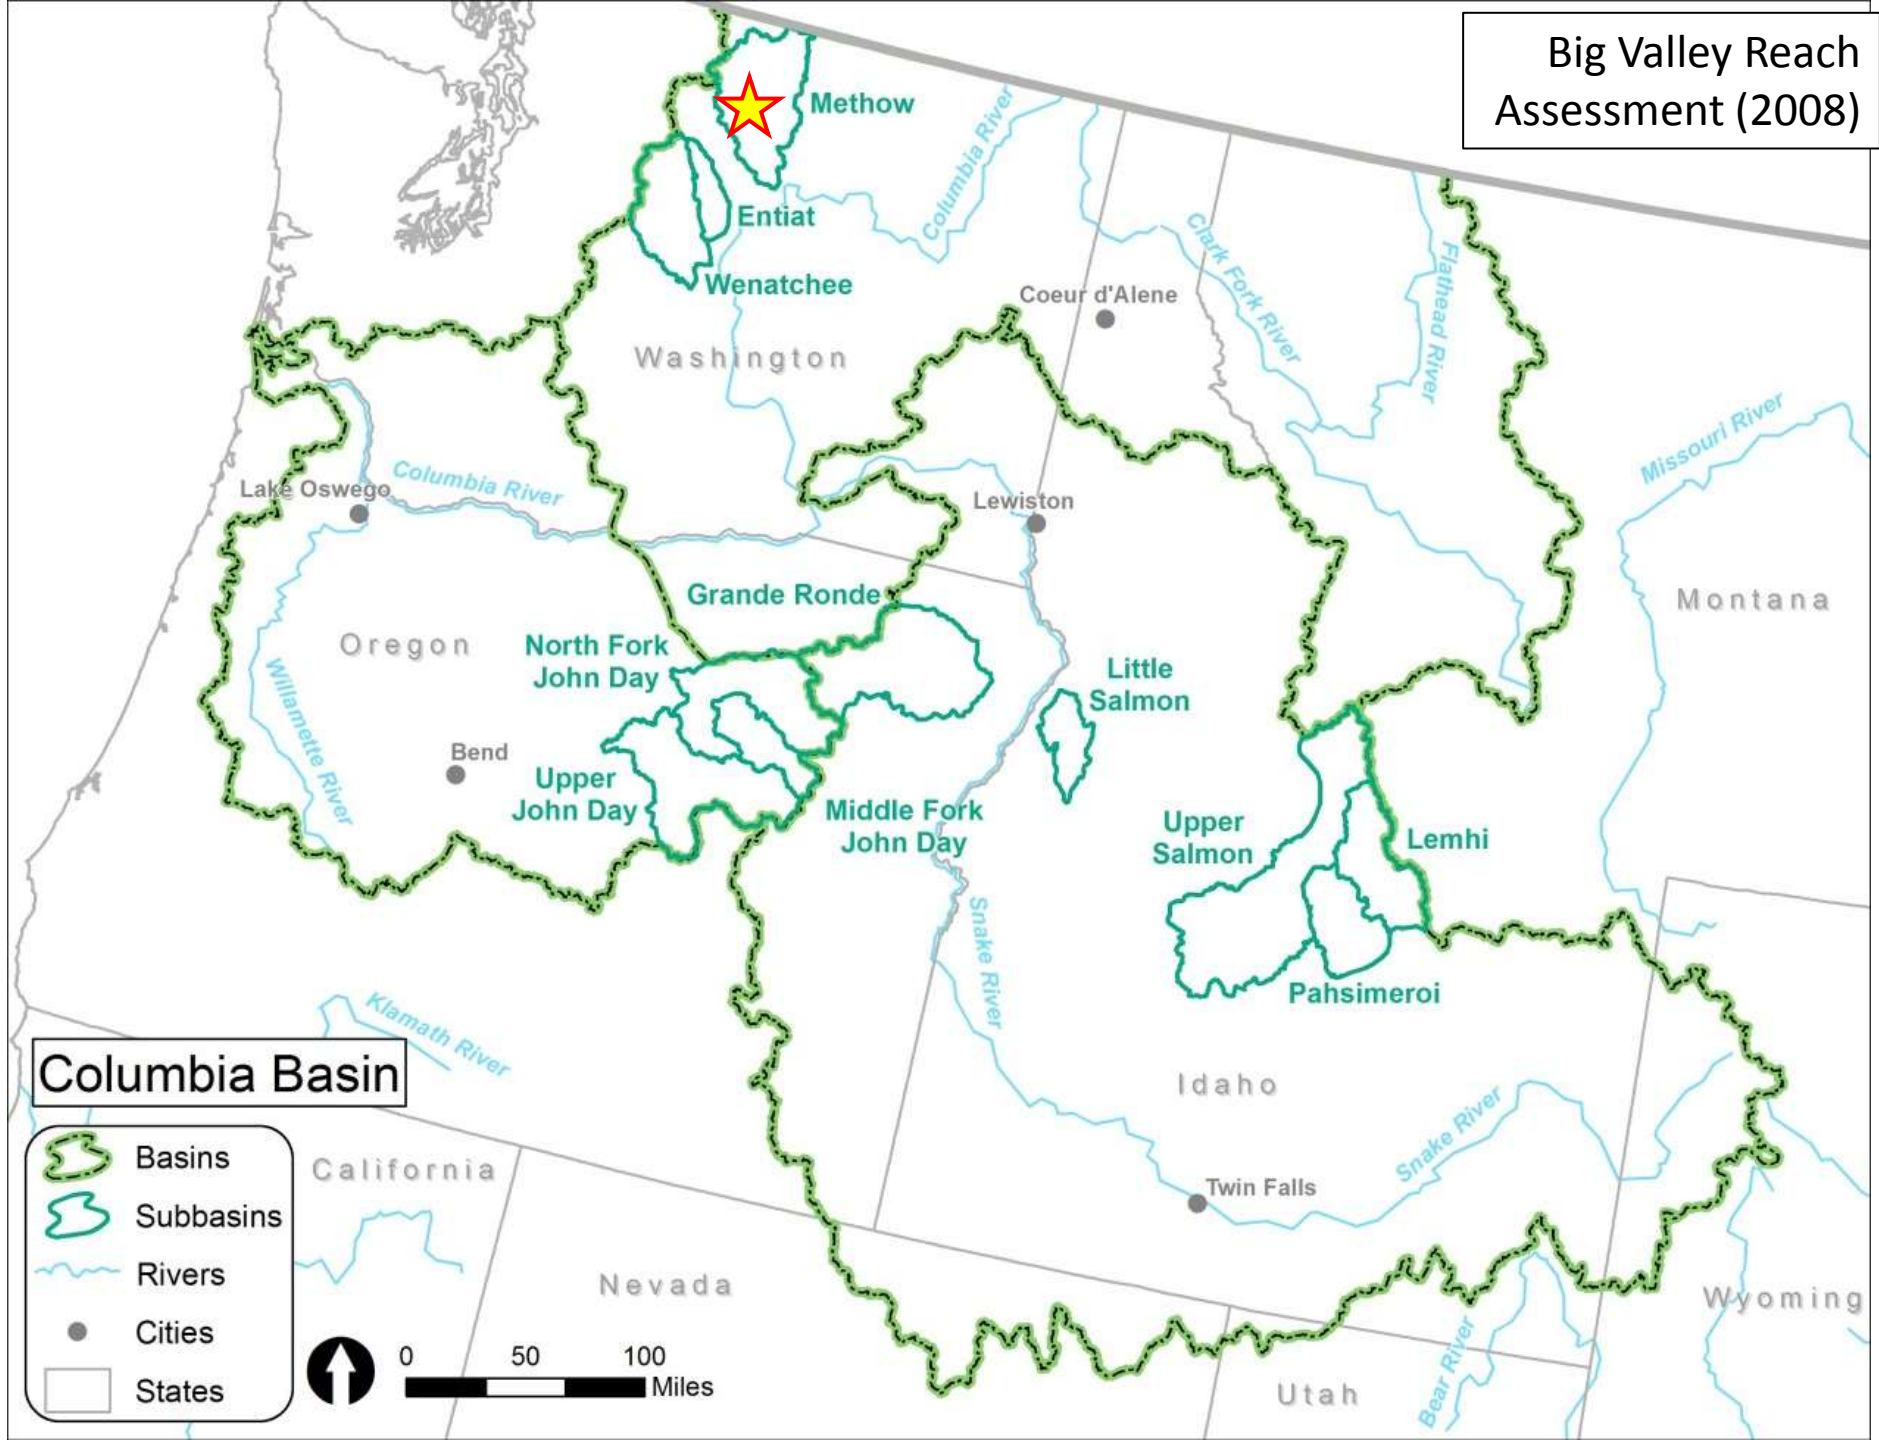 Big Valley Reach
Assessment (2008)
Methow
Columbia River
Entiat
Wenatchee
Clark Fork River
Flathead River
Coeur d'Alene
Washington
Missouri River
Columbia River
Lake Oswego
Lewiston
Grande Ronde
Montana
Oregon
North Fork
John Day
Little
Salmon
Willamette River
Bend
Upper
John Day
Middle Fork
John Day
Upper
Salmon
Lemhi
Snake River
Pahsimeroi
Klamath River
Columbia Basin
Idaho
Snake River
Basins
California
Twin Falls
Subbasins
Rivers
Nevada
Wyoming
Cities
0 50 100
Miles
States
Utah
Bear River